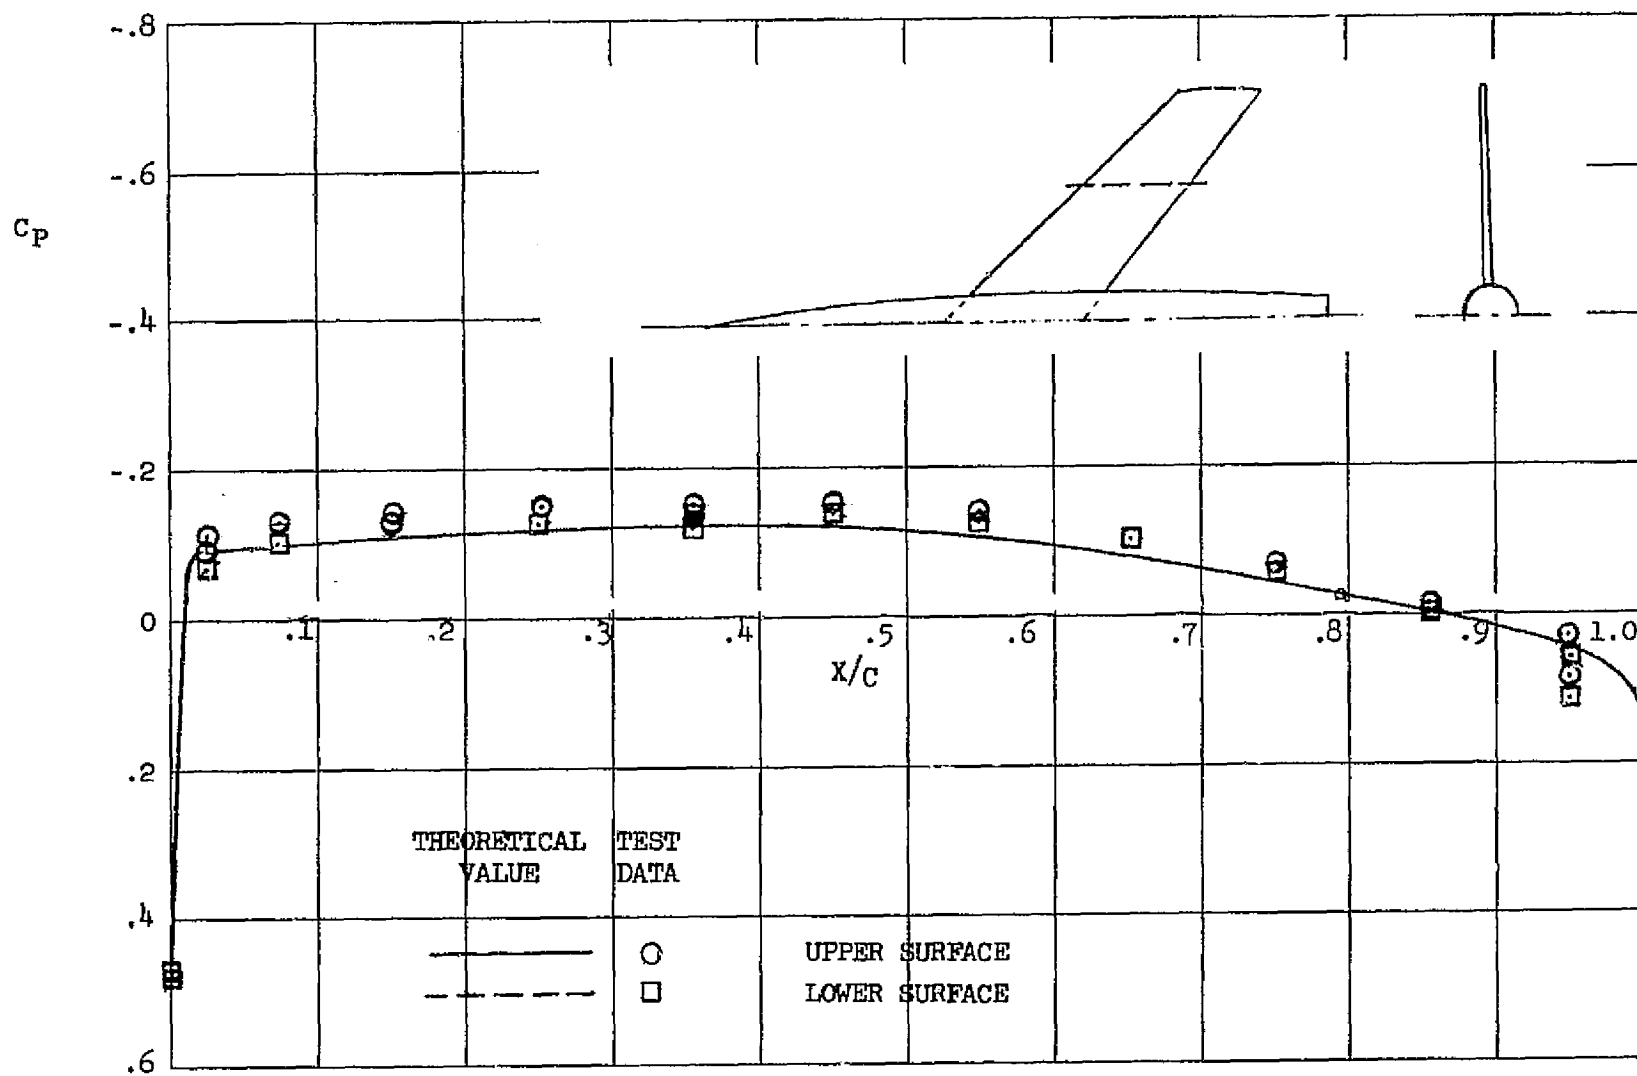 -.8
-.6
CP
-.4
-.2
0
.1 .2 .3 .4 .5 .6 .7 .8 .9 1.0
X/C
.2
THEORETICAL TEST
VALUE DATA
.4
UPPER SURFACE
LOWER SURFACE
.6